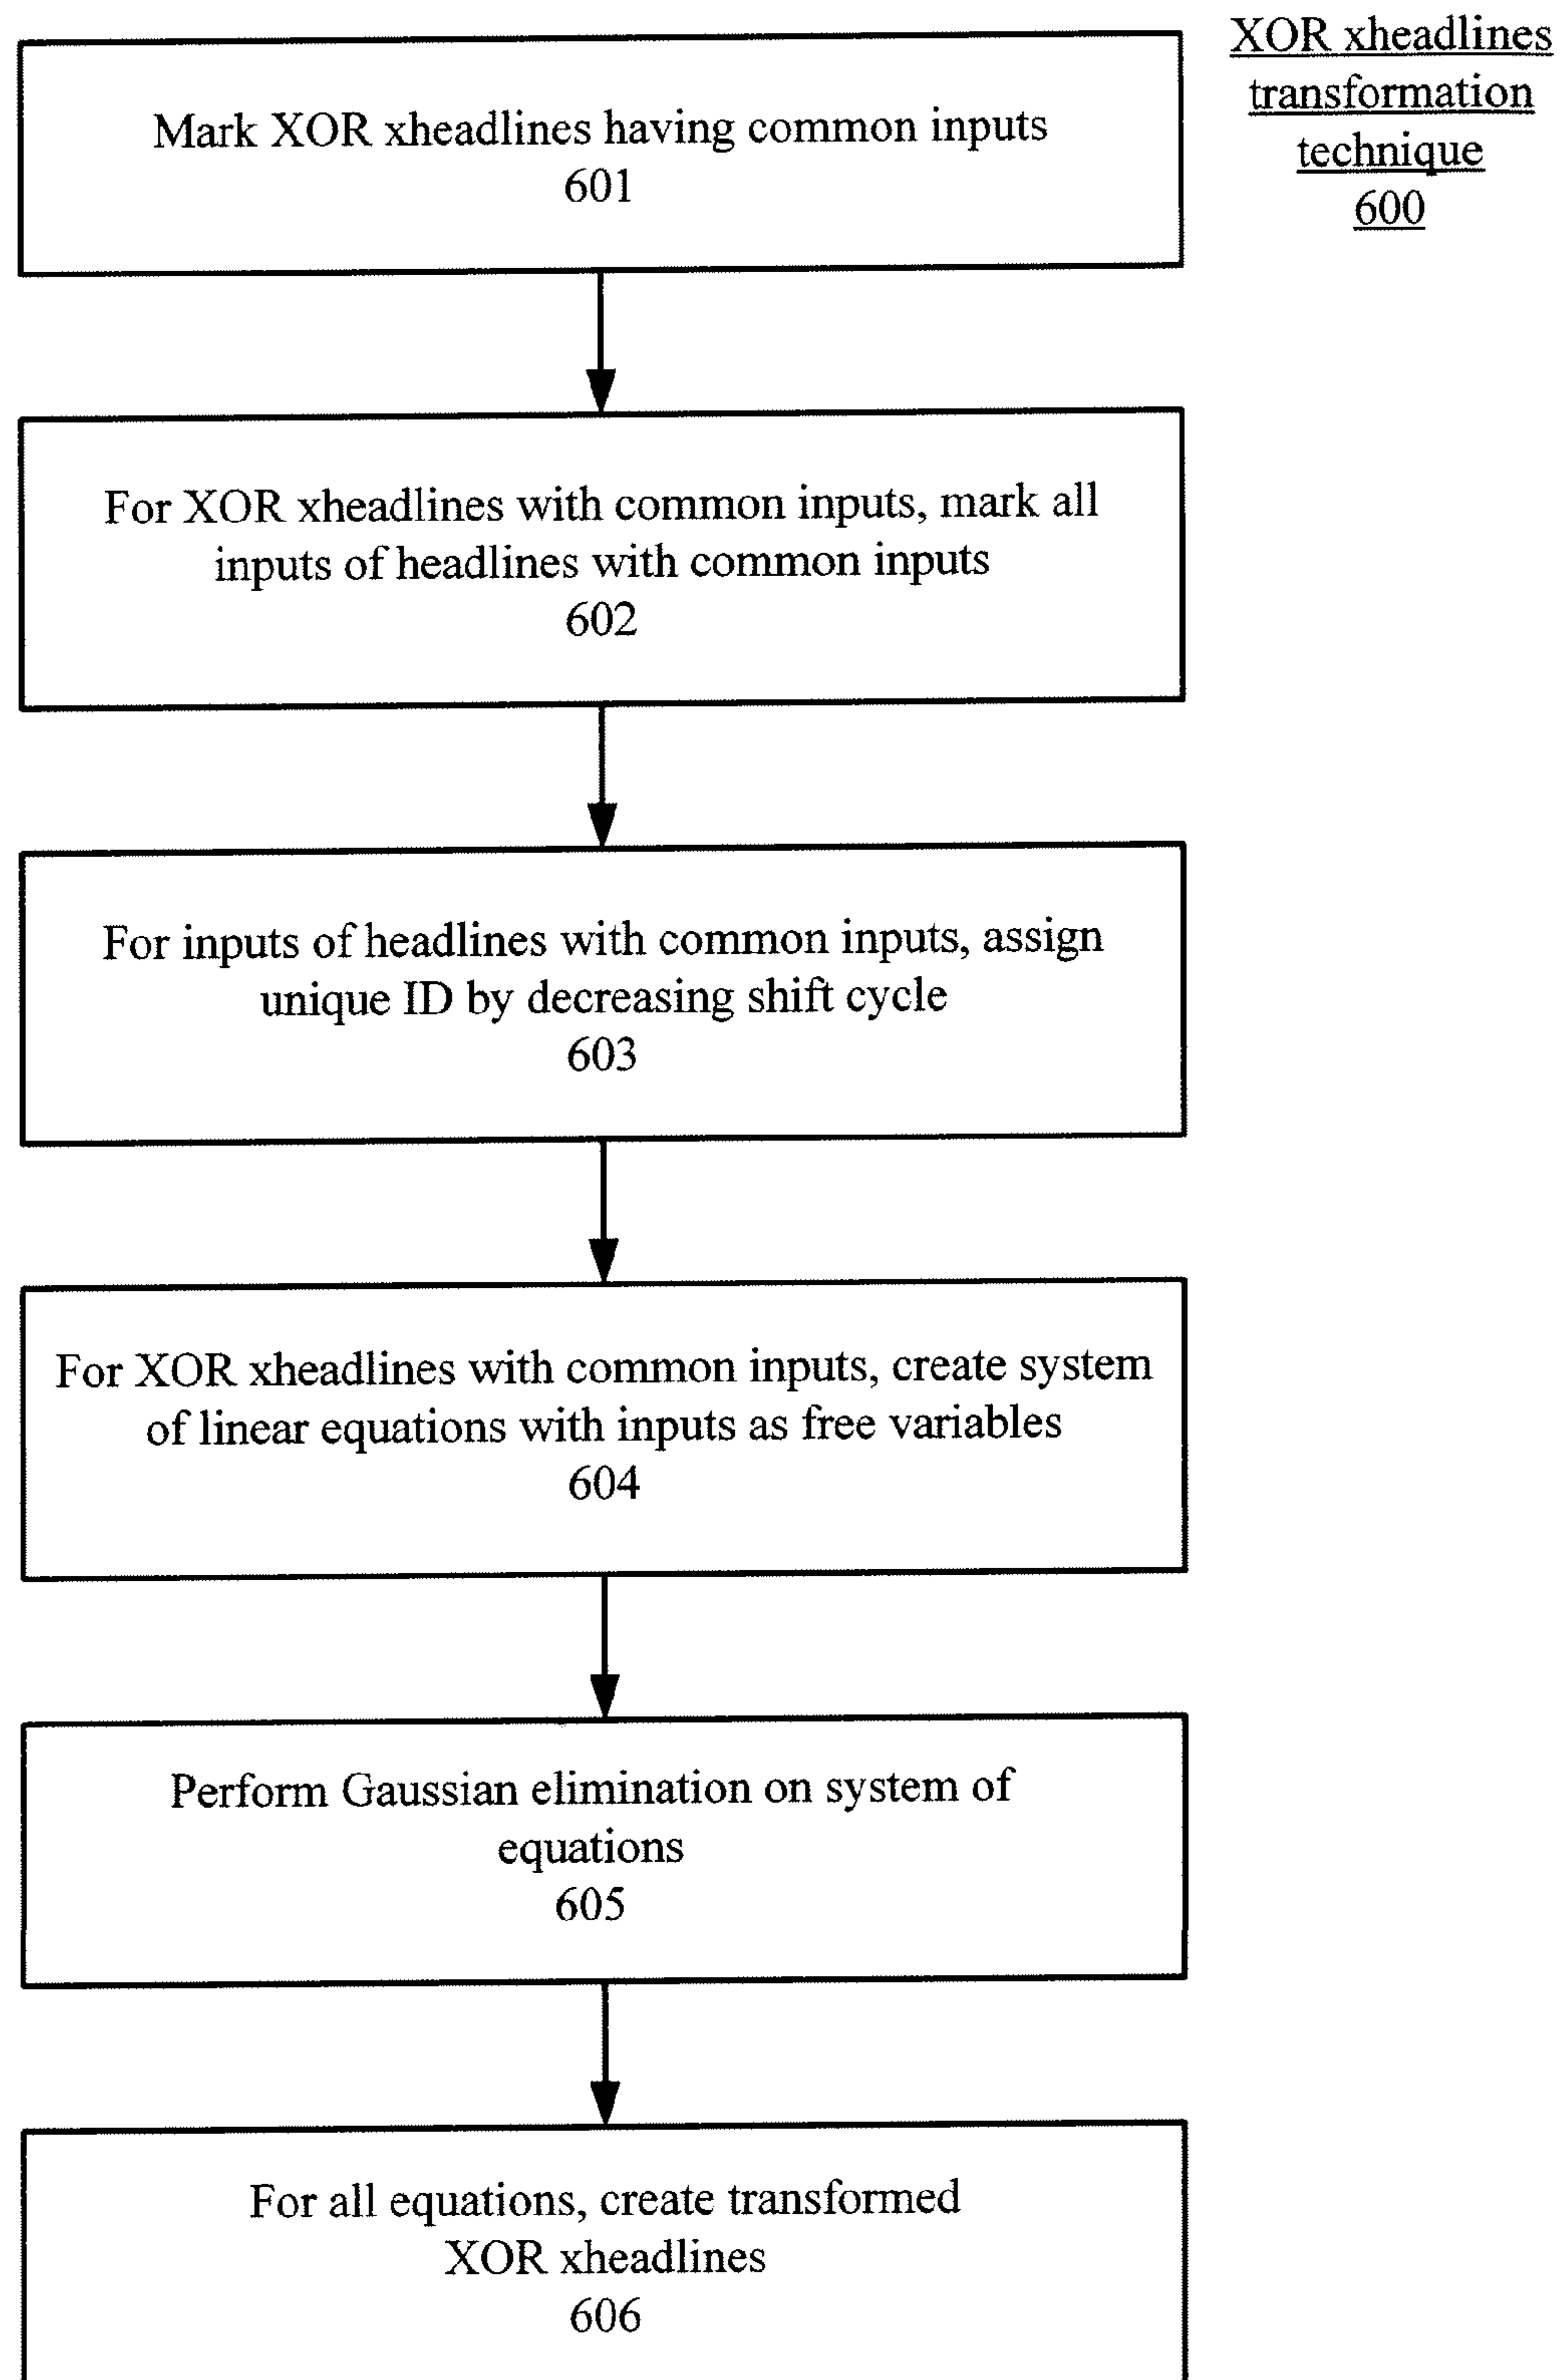 XOR xheadlines
transformation
technique
600
Mark XOR xheadlines having common inputs
601
For XOR xheadlines with common inputs, mark all
inputs of headlines with common inputs
602
For inputs of headlines with common inputs, assign
unique ID by decreasing shift cycle
603
For XOR xheadlines with common inputs, create system
of linear equations with inputs as free variables
604
Perform Gaussian elimination on system of
equations
605
For all equations, create transformed
XOR xheadlines
606